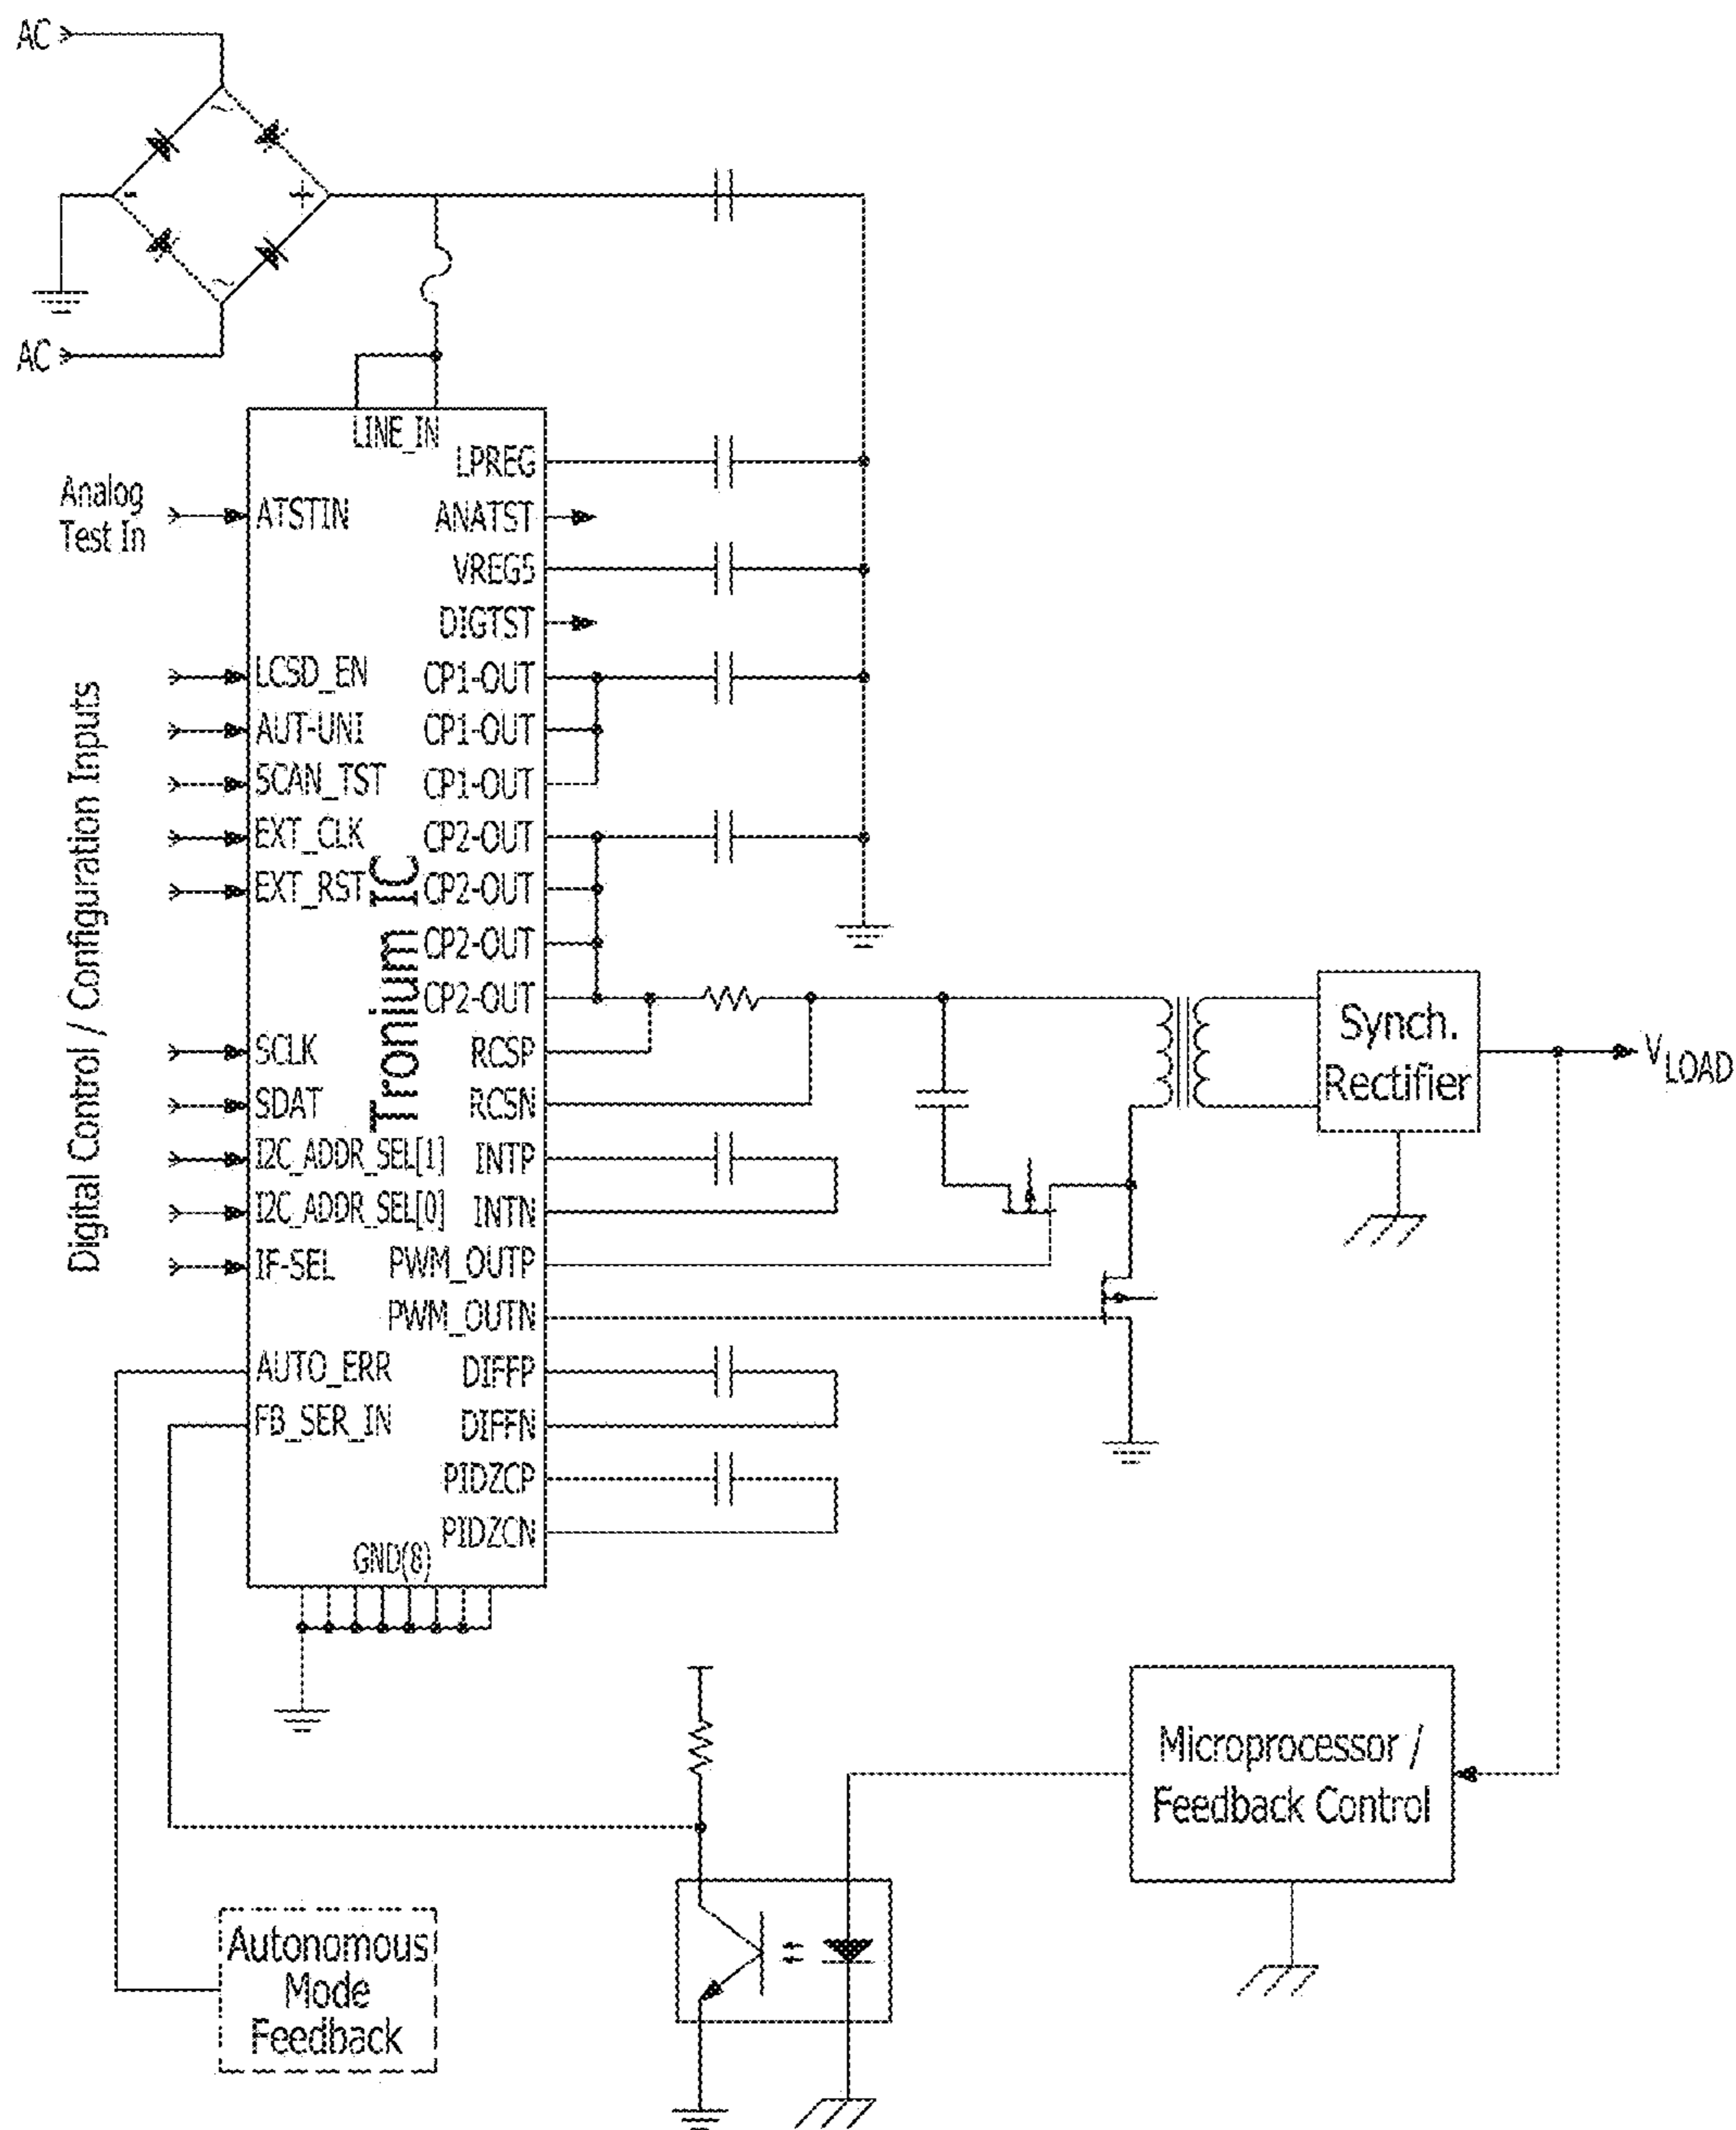 AC
AC
LINE_IN
Analog
Test In
ATSTIN
Digital Control / Configuration Inputs
LCSD_EN
AUT-UNI
SCAN_TST
EXT_CLK
EXT_RST
SCLK
SDAT
I2C_ADDR_SEL[1]
I2C_ADDR_SEL[0]
IF-SEL
AUTO_ERR
FB_SER_IN
Tronium IC
LPREG
ANATST
VREG5
DIGTST
CP1-OUT
CP1-OUT
CP1-OUT
CP2-OUT
CP2-OUT
CP2-OUT
CP2-OUT
RCSP
RCSN
INTP
INTN
PWM_OUTP
PWM_OUTN
DIFFP
DIFFN
PIDZCP
PIDZCN
GND(8)
Synch.
Rectifier
VLOAD
Microprocessor /
Feedback Control
Autonomous
Mode
Feedback